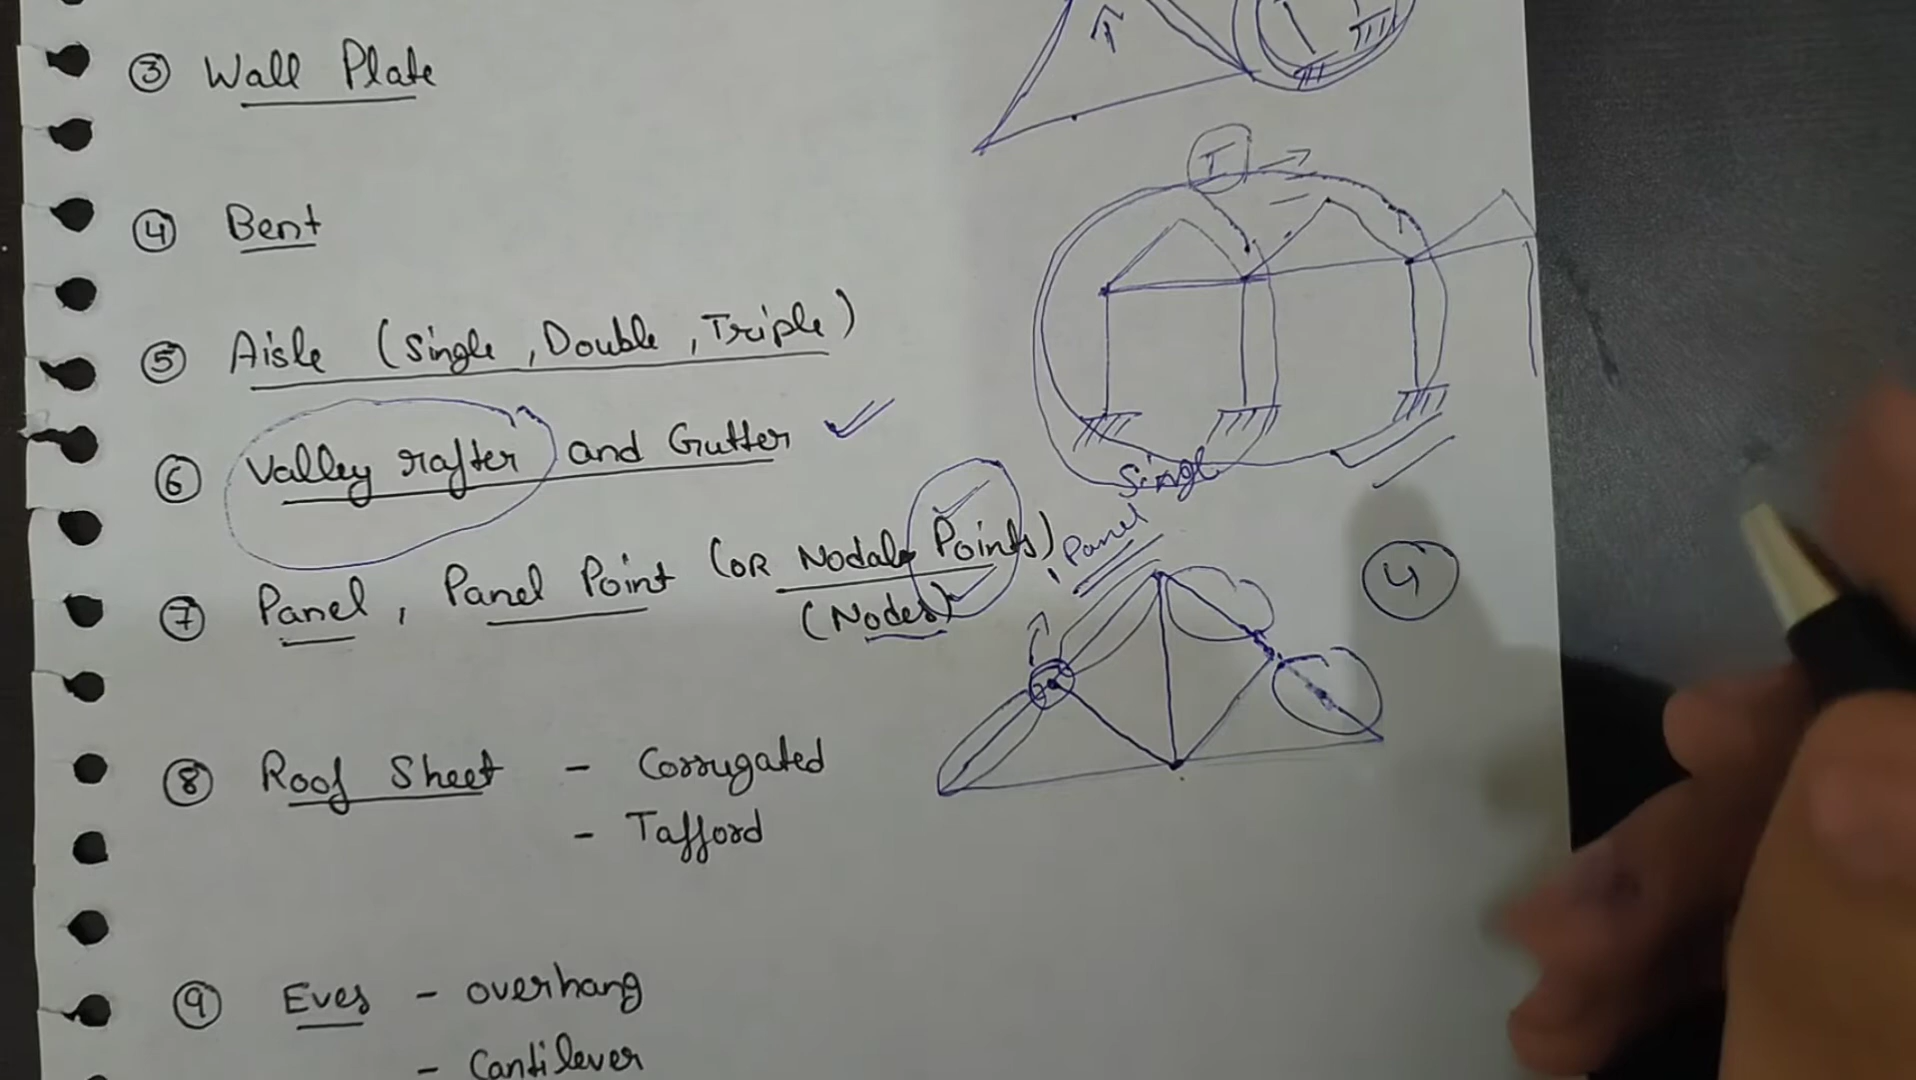 ③ Wall Plate
④ Bent
⑤ Aisle (Single, Double, Triple)
⑥ Valley rafter and Gutter
⑦ Panel, Panel Point (OR Nodal Points)
(Nodes)
⑧ Roof Sheet - Corrugated
- Tafford
⑨ Eves - overhang
- Cantilever
T
T
Singl
Panel
4